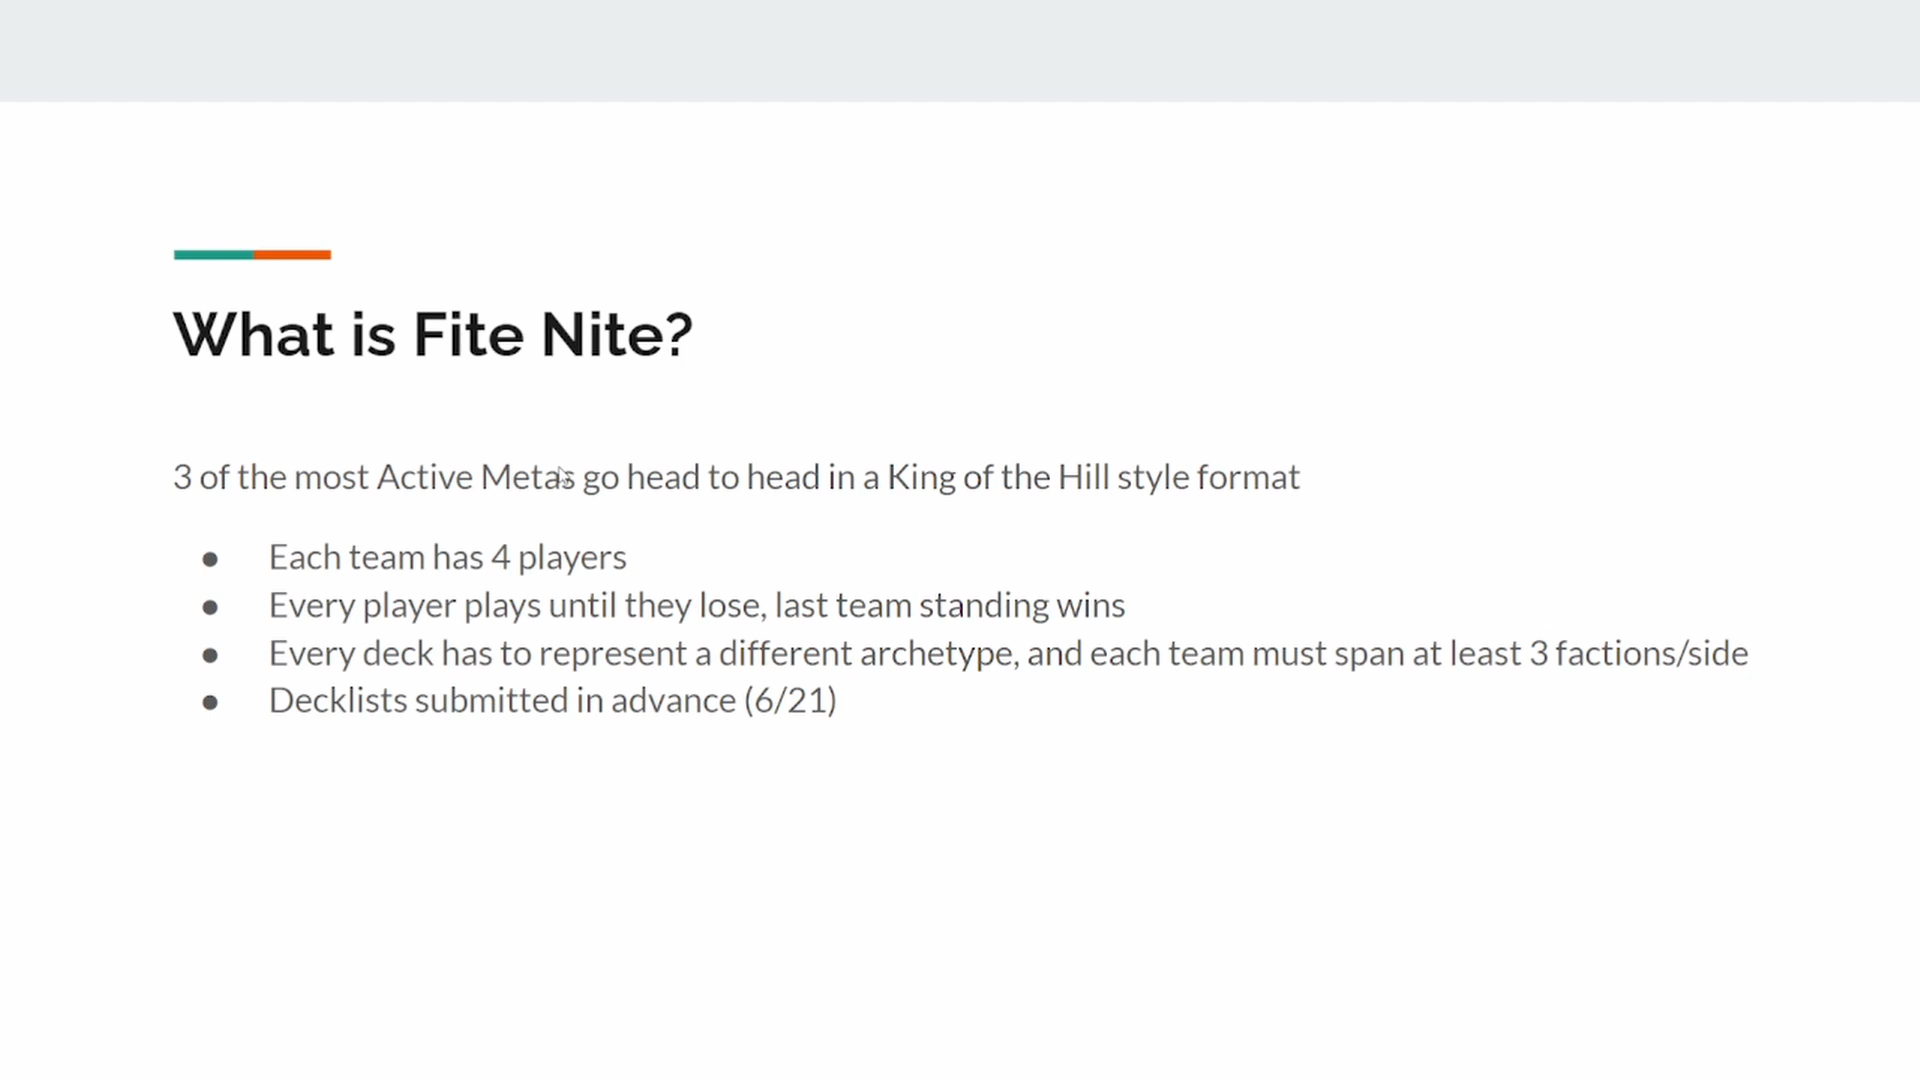 What is Fite Nite?
3 of the most Active Metas go head to head in a King of the Hill style format
● Each team has 4 players
● Every player plays until they lose, last team standing wins
● Every deck has to represent a different archetype, and each team must span at least 3 factions/side
● Decklists submitted in advance (6/21)